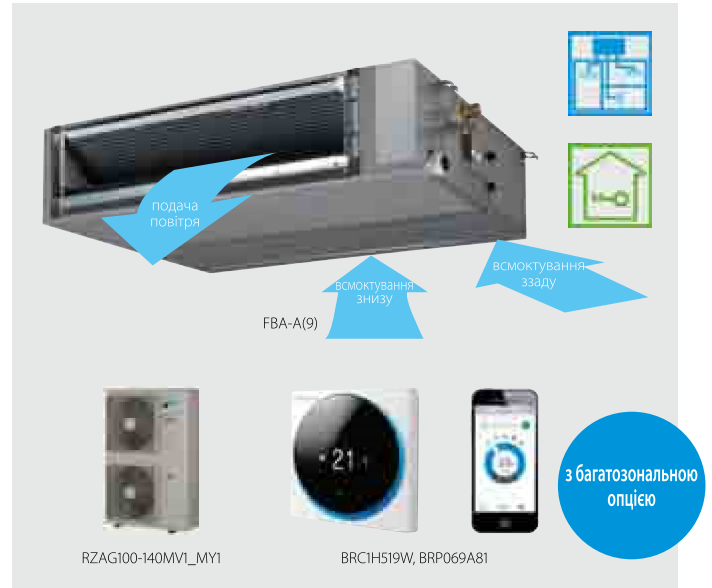 подача
повітря
всмоктування
ззаду
всмоктування
знизу
FBA-A(9)
21
з багатозональною
опцією
RZAG100-140MV1_MY1
BRC1H519W, BRP069A81